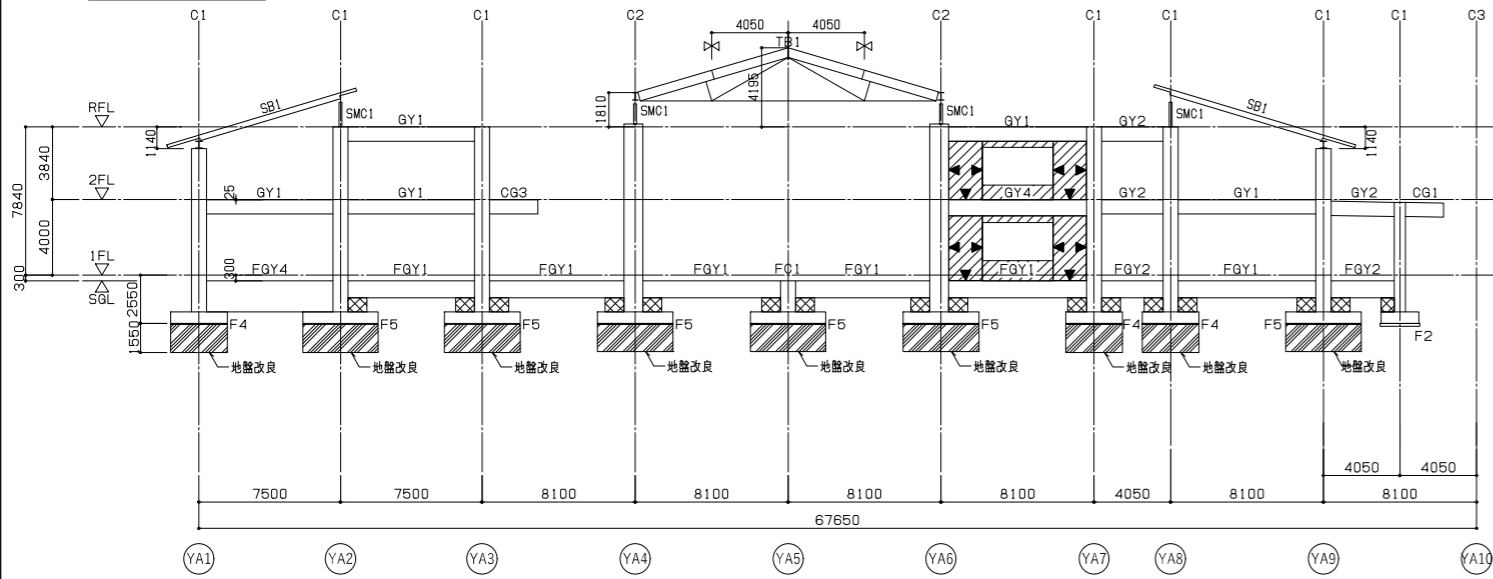 C1 C1 C1 C2 C1 C2 C1 C1 C1 C1 C3
4050 4050
TB1
4195
1810
SB1 SMC1 SMC1 SMC1 SMC1 SB1
RFL GY1 GY1 GY2
1140 1140
3840
7840
2FL GY1 GY1 CG3 GY4 GY2 GY1 GY2 CG1
25
4000
1FL FGY4 FGY1 FGY1 FGY1 FC1 FGY1 FGY1 FGY2 FGY1 FGY2
300 300
SGL
2550
1550
F4 F5 F5 F5 F5 F5 F4 F4 F5 F2
地盤改良 地盤改良 地盤改良 地盤改良 地盤改良 地盤改良 地盤改良 地盤改良 地盤改良
4050 4050
7500 7500 8100 8100 8100 8100 4050 8100 8100
67650
YA1 YA2 YA3 YA4 YA5 YA6 YA7 YA8 YA9 YA10